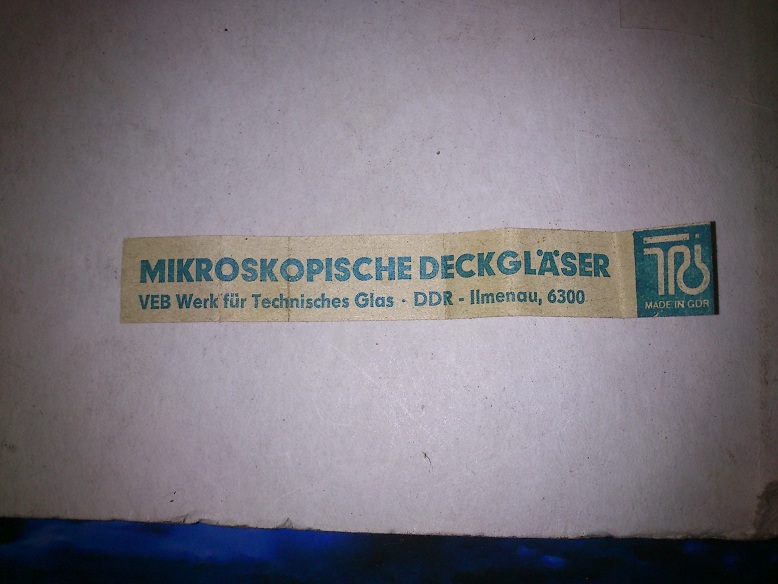 MIKROSKOPISCHE DECKGLÄSER
VEB Werk für Technisches Glas · DDR - Ilmenau, 6300
MADE IN GDR